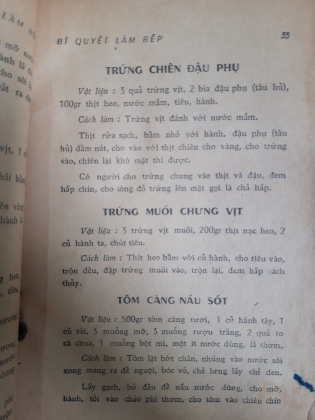 BÍ QUYẾT LÀM BẾP 33
TRỨNG CHIÊN ĐẬU PHỤ
Vật liệu : 3 quả trứng vịt, 2 bìa đậu phụ (tàu hủ),
100gr thịt heo, nước mắm, tiêu, hành.
Cách làm : Trứng vịt đánh với nước mắm.
Thịt rửa sạch, bầm nhỏ với hành, đậu phụ (tàu
hủ) đầm nát, cho vào với thịt chiên cho vàng, cho trứng
vào, chiên lại khô mặt thì được.
Có người cho trứng chung vào thịt và đậu, đem
hấp chín, cho lòng đỏ trứng lên mặt gọi là chả hấp.
TRỨNG MUỐI CHƯNG VỊT
Vật liệu : 3 trứng vịt muối, 200gr thịt nạc heo, 2
củ hành ta, chút tiêu.
Cách làm : Thịt heo bầm với củ hành, cho tiêu vào,
trộn đều, đập trứng muối vào, trộn lại, đem hấp cách
thủy.
TÔM CÀNG NẤU SỐT
Vật liệu : 500gr tôm càng tươi, 1 củ hành tây, 1
củ tỏi, 5 muỗng mỡ, 3 muỗng rượu trắng, 2 quả to
cà chua, 1 muỗng bột mì, một ít nước dùng, lá thơm.
Cách làm : Tôm lặt bớt chân, nhúng vào nước sôi
xong mang ra để nguội, bóc vỏ, chẻ lưng lấy chỉ đen.
Lấy gạch, bỏ đầu để nấu nước dùng, cho mỡ,
hành, tỏi vào chảo phi thơm, cho tôm vào chiên chín